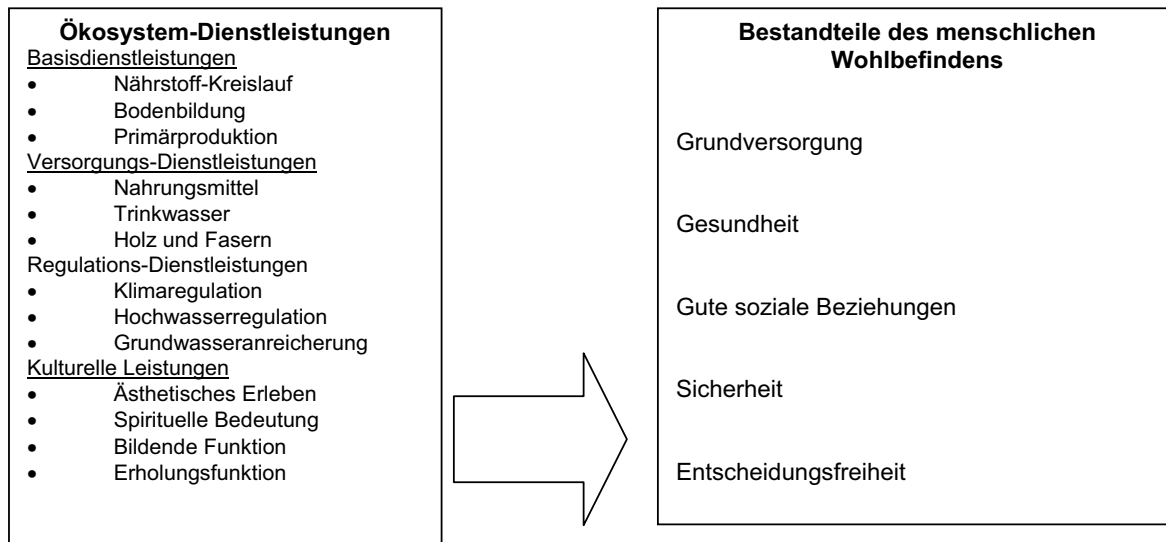 Ökosystem-Dienstleistungen
Basisdienstleistungen
• Nährstoff-Kreislauf
• Bodenbildung
• Primärproduktion
Versorgungs-Dienstleistungen
• Nahrungsmittel
• Trinkwasser
• Holz und Fasern
Regulations-Dienstleistungen
• Klimaregulation
• Hochwasserregulation
• Grundwasseranreicherung
Kulturelle Leistungen
• Ästhetisches Erleben
• Spirituelle Bedeutung
• Bildende Funktion
• Erholungsfunktion
Bestandteile des menschlichen
Wohlbefindens
Grundversorgung
Gesundheit
Gute soziale Beziehungen
Sicherheit
Entscheidungsfreiheit